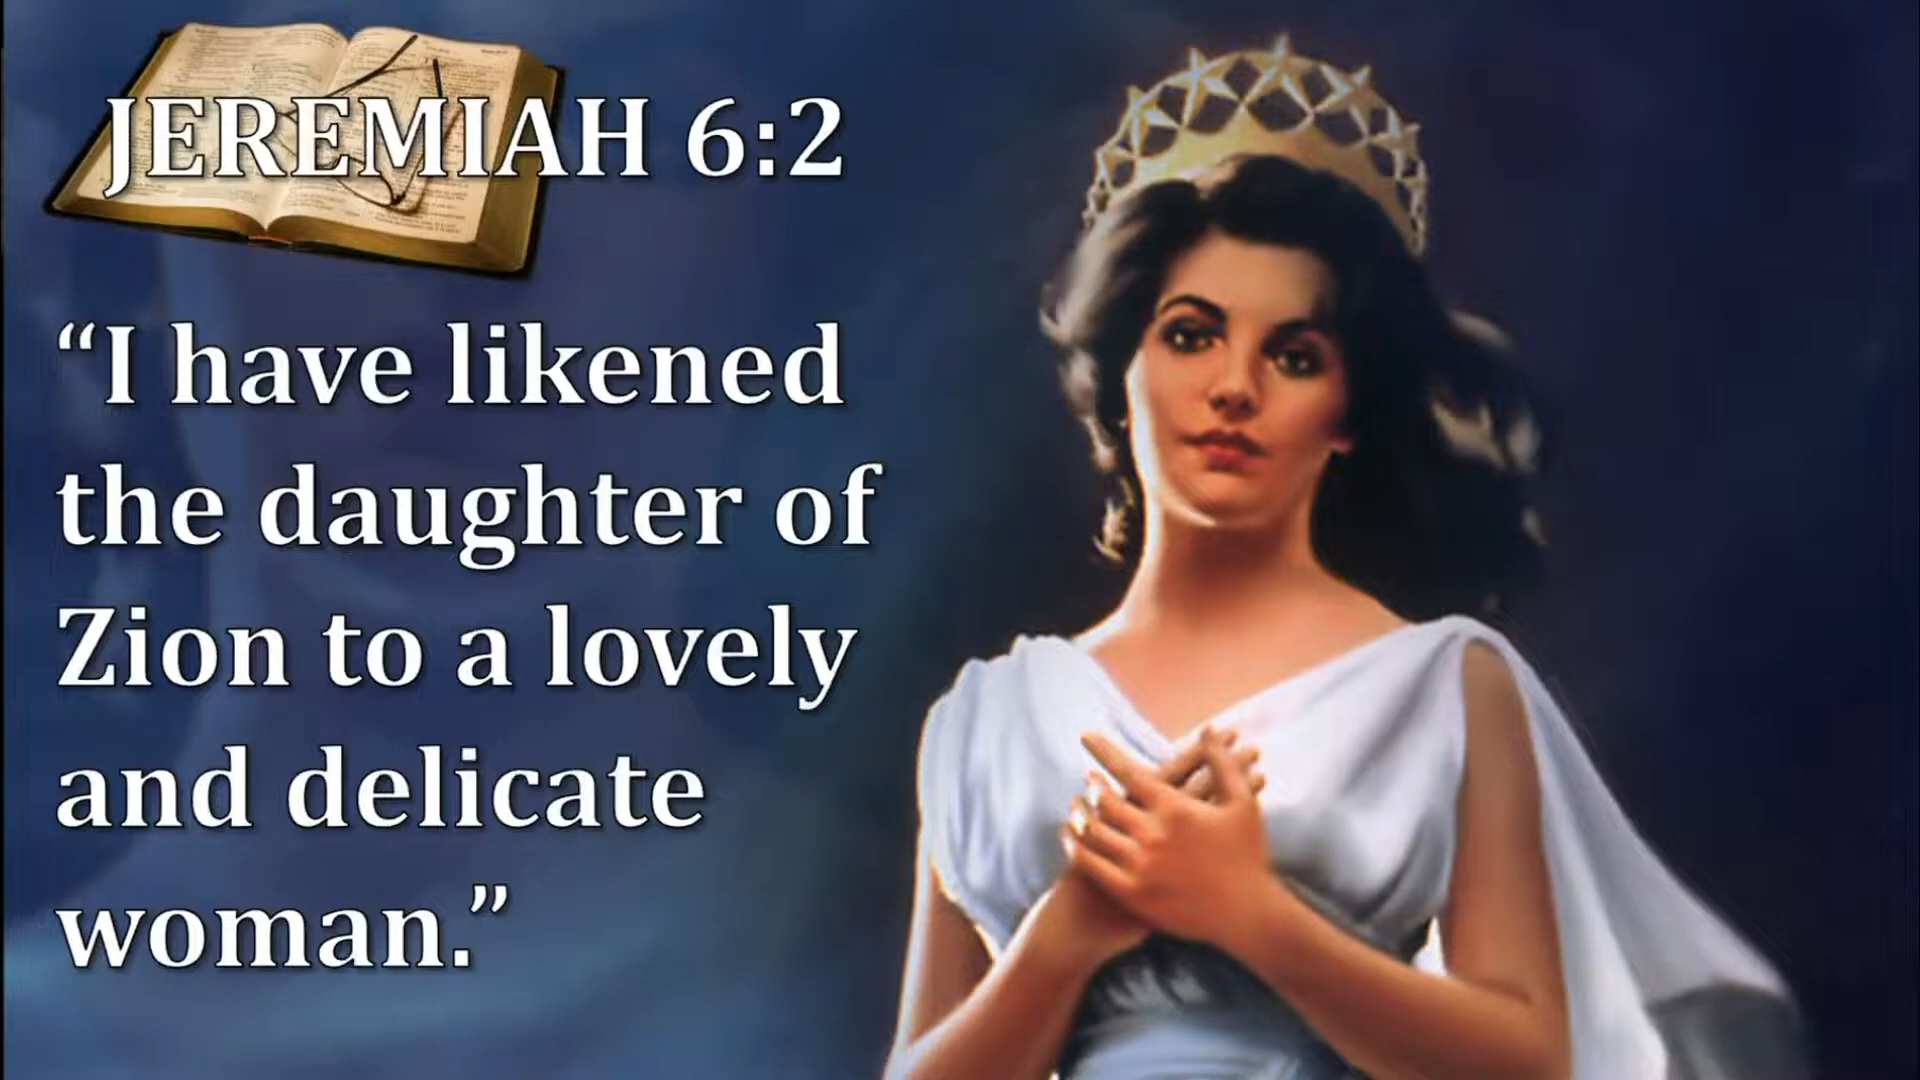 JEREMIAH 6:2
“I have likened
the daughter of
Zion to a lovely
and delicate
woman.”